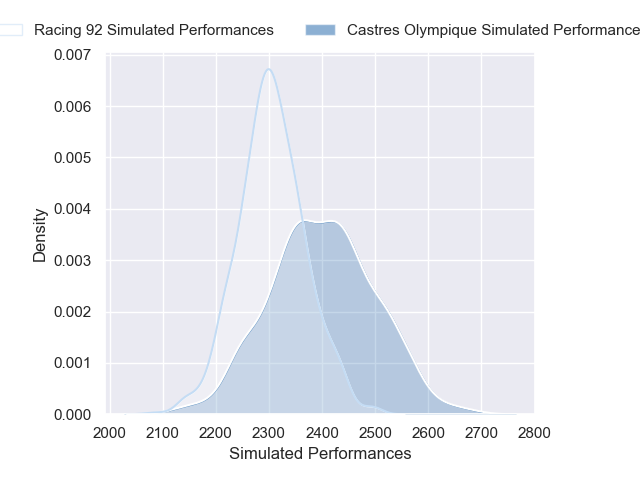 Racing 92 Simulated Performances
Castres Olympique Simulated Performance
0.007
0.006
0.005
0.004
0.003
0.002
0.001
0.000
Density
2000 2100 2200 2300 2400 2500 2600 2700 2800
Simulated Performances